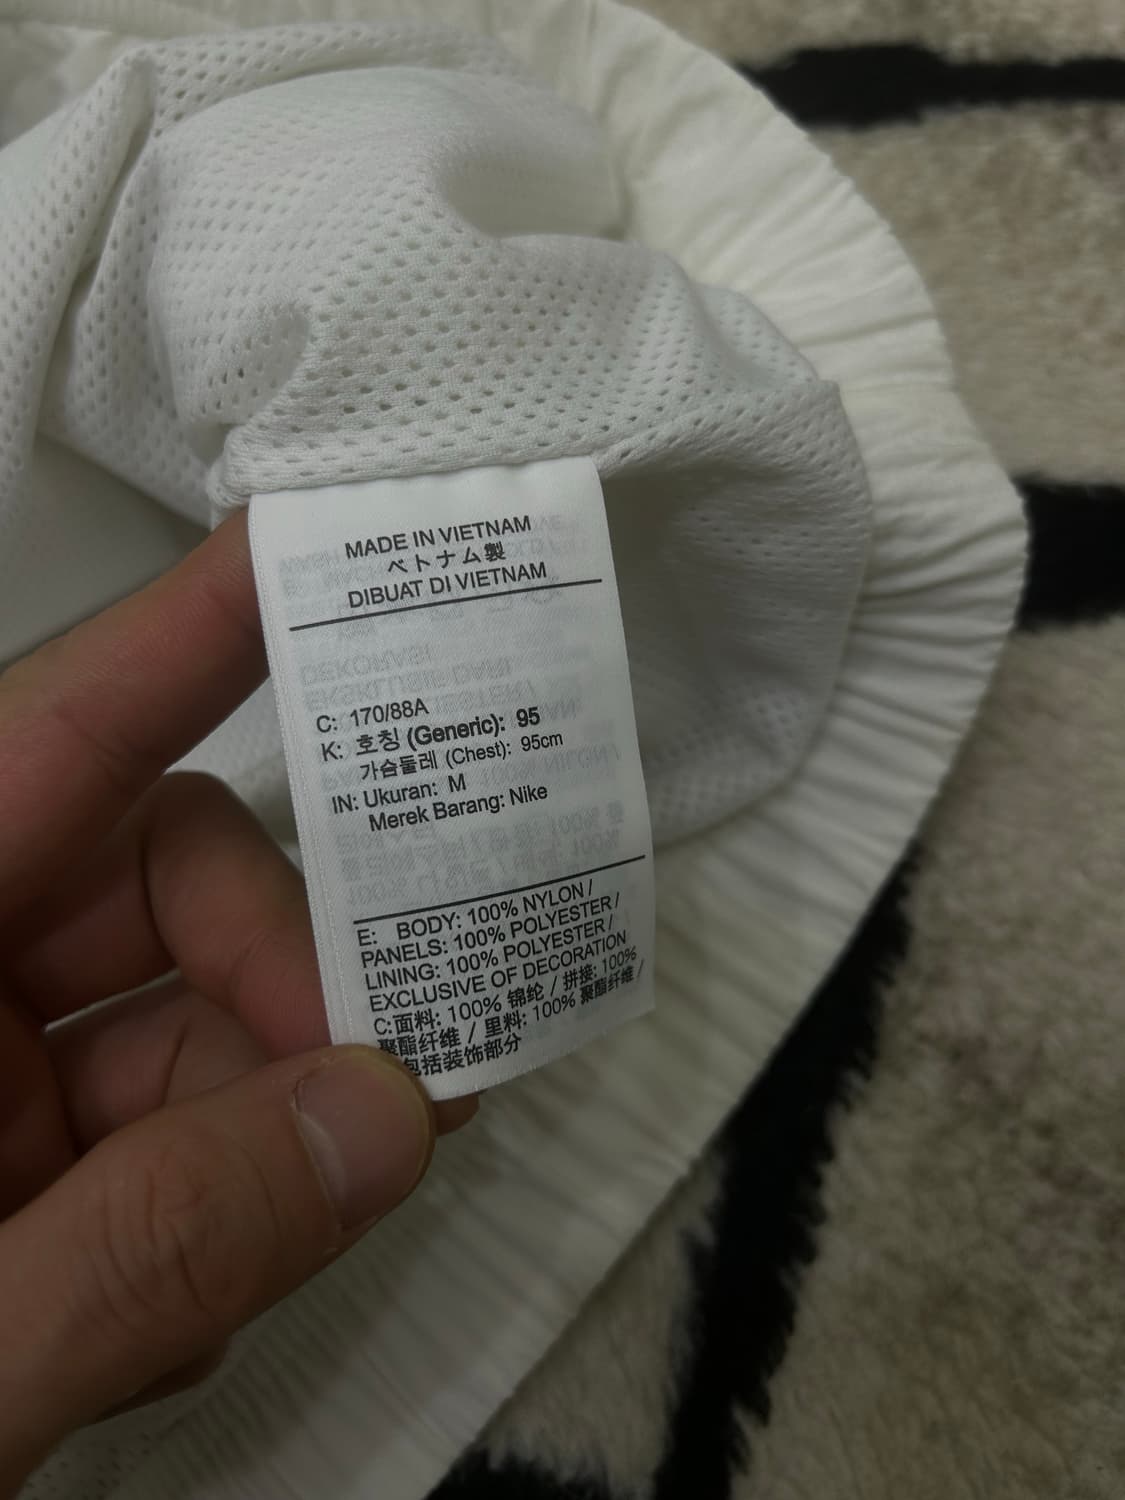 MADE IN VIETNAM
ベトナム製
DIBUAT DI VIETNAM
C: 170/88A
K: 호칭 (Generic): 95
가슴둘레 (Chest): 95cm
IN: Ukuran: M
Merek Barang: Nike
E: BODY: 100% NYLON /
PANELS: 100% POLYESTER /
LINING: 100% POLYESTER /
EXCLUSIVE OF DECORATION
C:面料: 100% 锦纶 / 拼接: 100%
聚酯纤维 / 里料: 100% 聚酯纤维 /
包括装饰部分